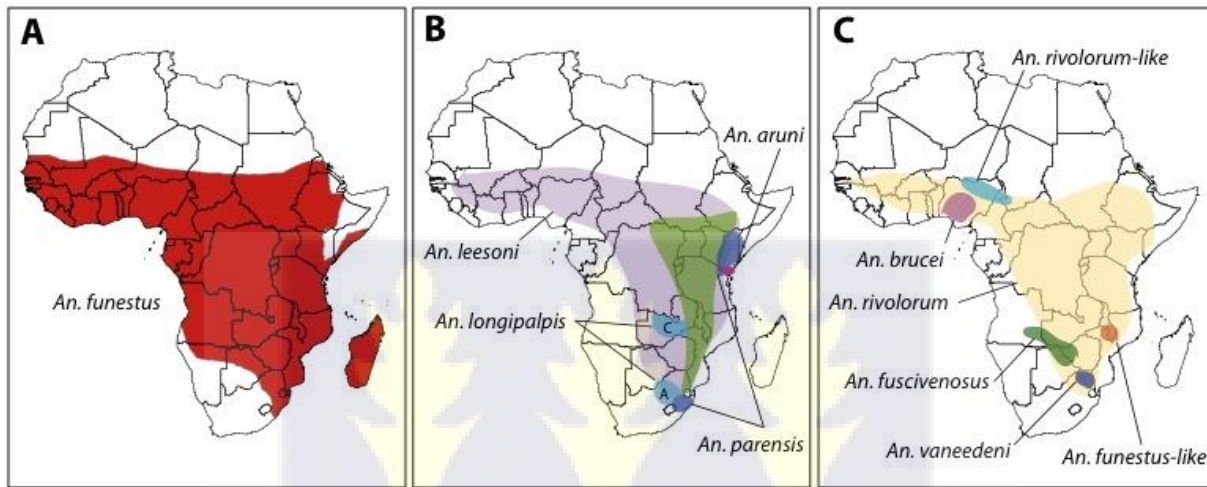 A
An. funestus
B
An. aruni
An. leesoni
An. longipalpis
C
A
An. parensis
C
An. rivolorum-like
An. brucei
An. rivolorum
An. fuscivenosus
An. vaneedeni
An. funestus-like